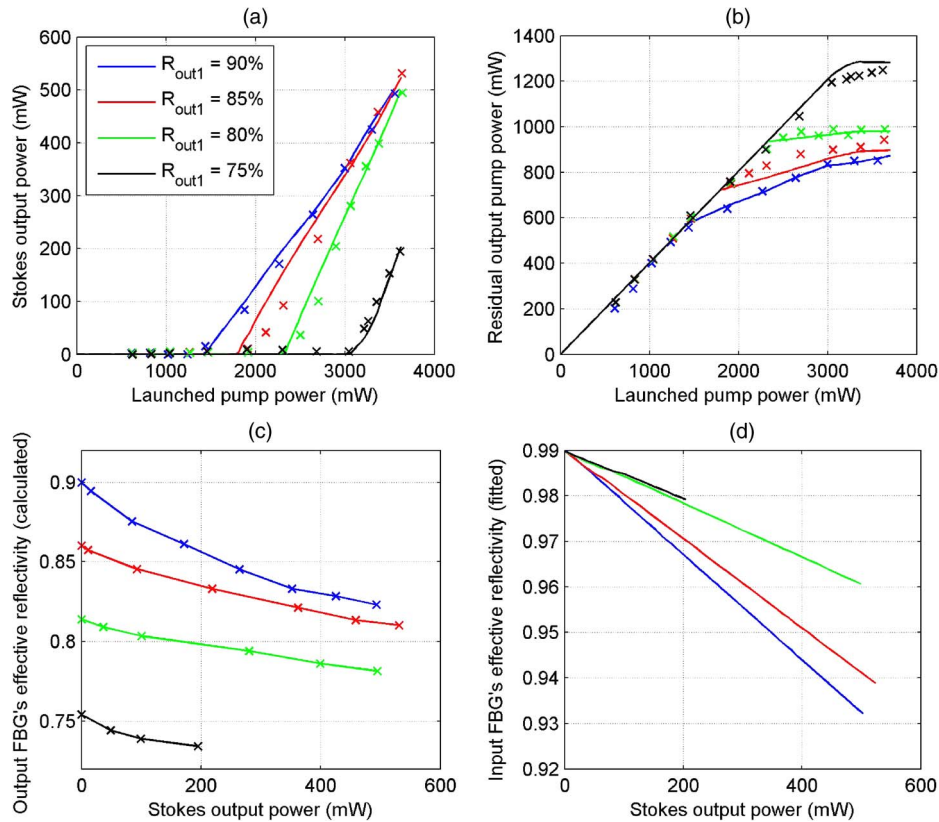 (a)
600
500
400
300
200
100
0
0 1000 2000 3000 4000
Stokes output power (mW)
Launched pump power (mW)
R_out1 = 90%
R_out1 = 85%
R_out1 = 80%
R_out1 = 75%
(b)
1400
1200
1000
800
600
400
200
0
0 1000 2000 3000 4000
Residual output pump power (mW)
Launched pump power (mW)
(c)
0.9
0.85
0.8
0.75
0 200 400 600
Output FBG's effective reflectivity (calculated)
Stokes output power (mW)
(d)
0.99
0.98
0.97
0.96
0.95
0.94
0.93
0.92
0 200 400 600
Input FBG's effective reflectivity (fitted)
Stokes output power (mW)